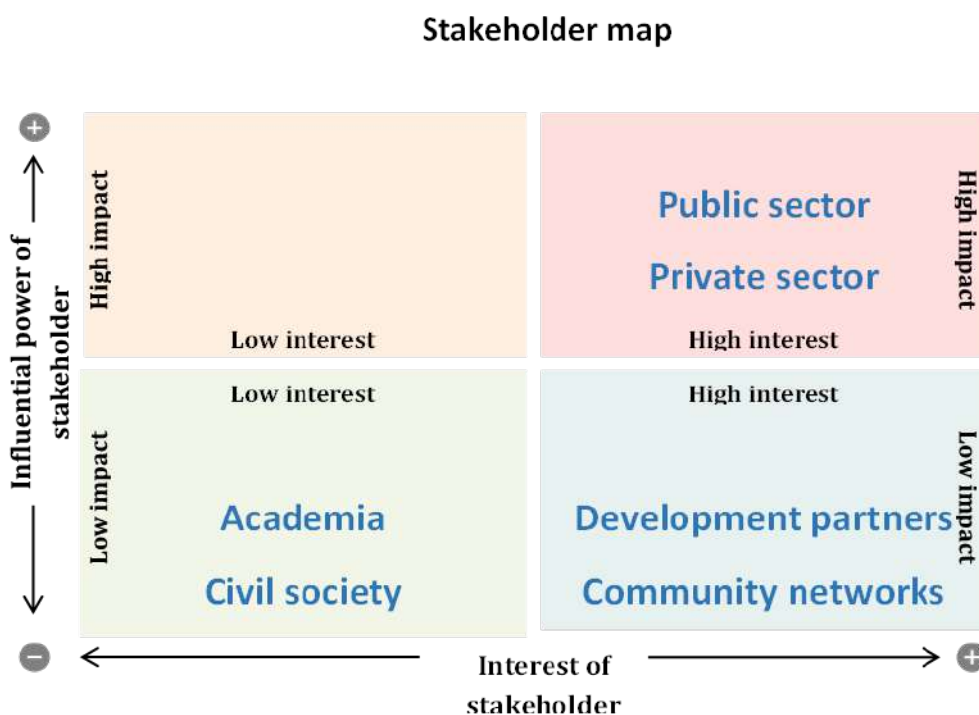 Stakeholder map
+
Influential power of
stakeholder
High impact
Low interest
Public sector
Private sector
High impact
High interest
Low interest
Low impact
Academia
Civil society
High interest
Low impact
Development partners
Community networks
−
Interest of
stakeholder
+